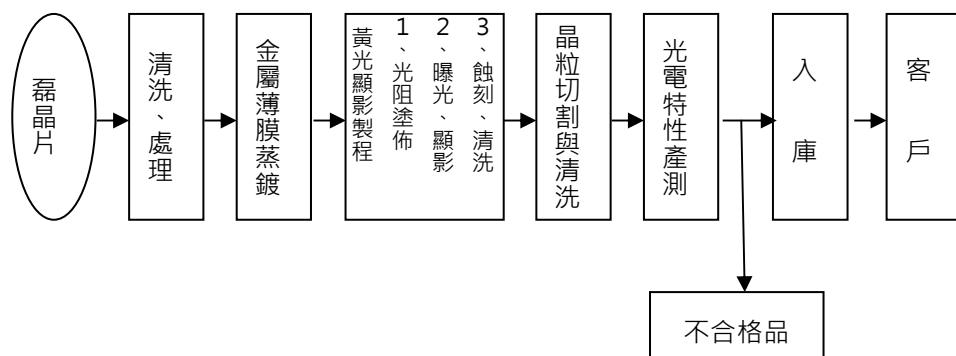 磊晶片
清洗、處理
金屬薄膜蒸鍍
黃光顯影製程
1、光阻塗佈
2、曝光、顯影
3、蝕刻、清洗
晶粒切割與清洗
光電特性產測
入庫
客戶
不合格品